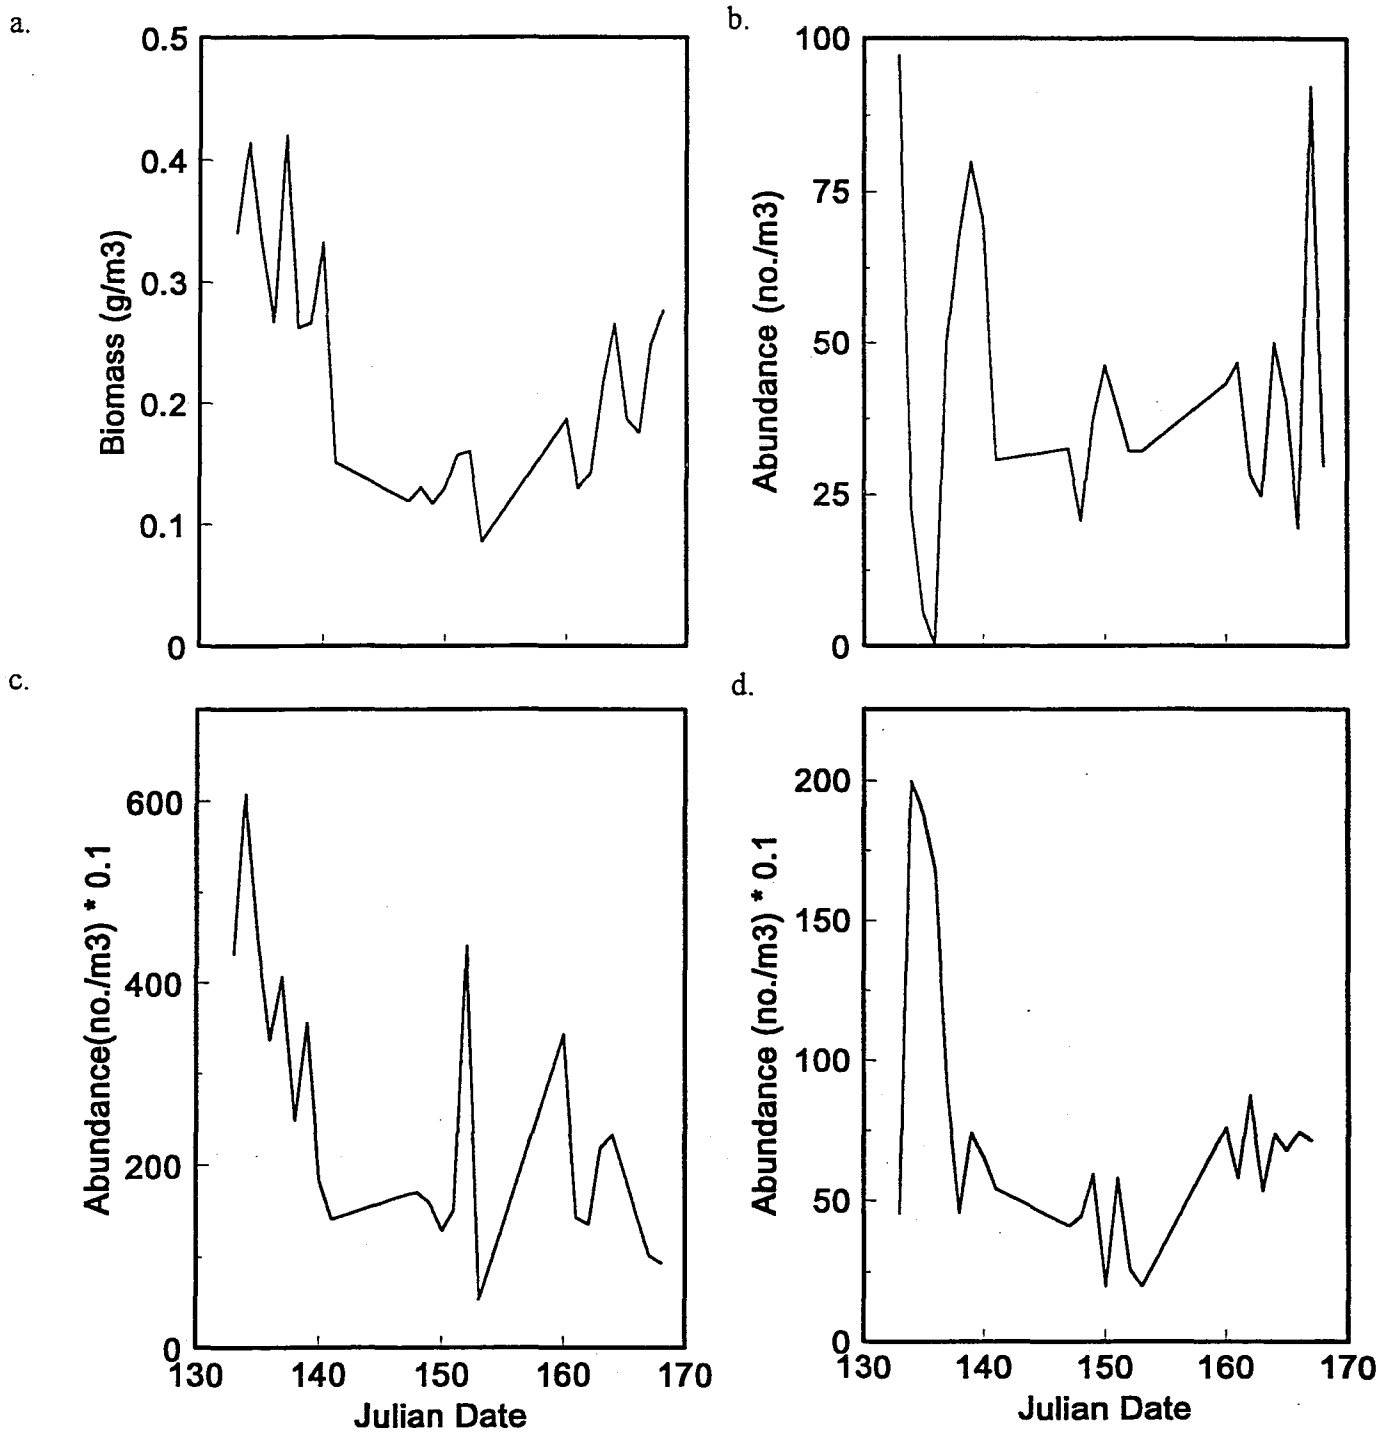 a.
0.5
0.4
0.3
0.2
0.1
0
Biomass (g/m3)
b.
100
75
50
25
0
Abundance (no./m3)
c.
600
400
200
0
Abundance(no./m3) * 0.1
130 140 150 160 170
Julian Date
d.
200
150
100
50
0
Abundance (no./m3) * 0.1
130 140 150 160 170
Julian Date